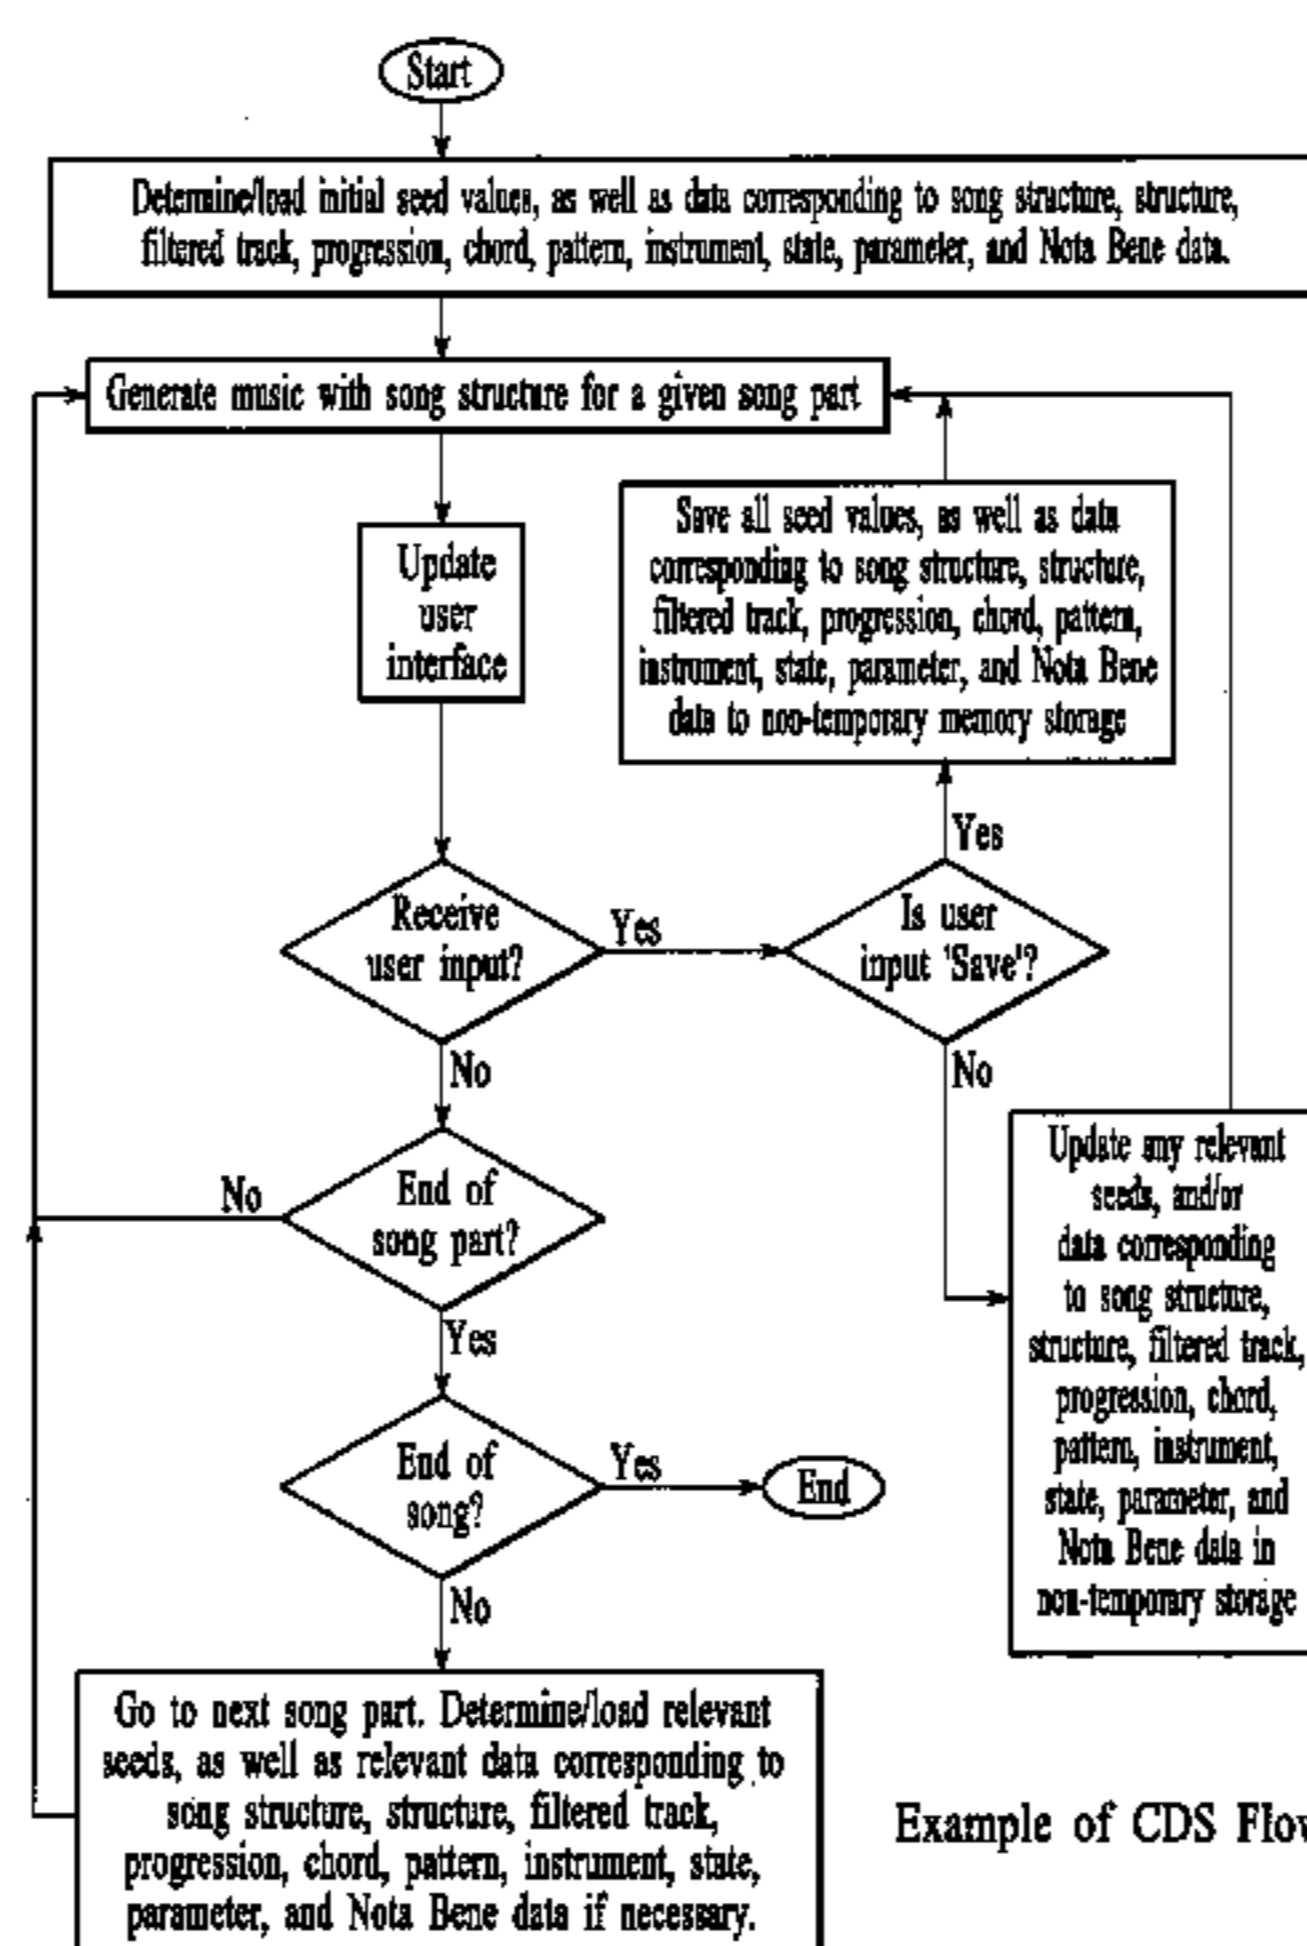 Start
Determine/load initial seed values, as well as data corresponding to song structure, structure,
filtered track, progression, chord, pattern, instrument, state, parameter, and Nota Bene data.
Generate music with song structure for a given song part
Update
user
interface
Save all seed values, as well as data
corresponding to song structure, structure,
filtered track, progression, chord, pattern,
instrument, state, parameter, and Nota Bene
data to non-temporary memory storage
Yes
Receive
user input?
Yes
Is user
input 'Save'?
No
No
Update any relevant
seeds, and/or
data corresponding
to song structure,
structure, filtered track,
progression, chord,
pattern, instrument,
state, parameter, and
Nota Bene data in
non-temporary storage
No
End of
song part?
Yes
End of
song?
Yes
End
No
Go to next song part. Determine/load relevant
seeds, as well as relevant data corresponding to
song structure, structure, filtered track,
progression, chord, pattern, instrument, state,
parameter, and Nota Bene data if necessary.
Example of CDS Flow